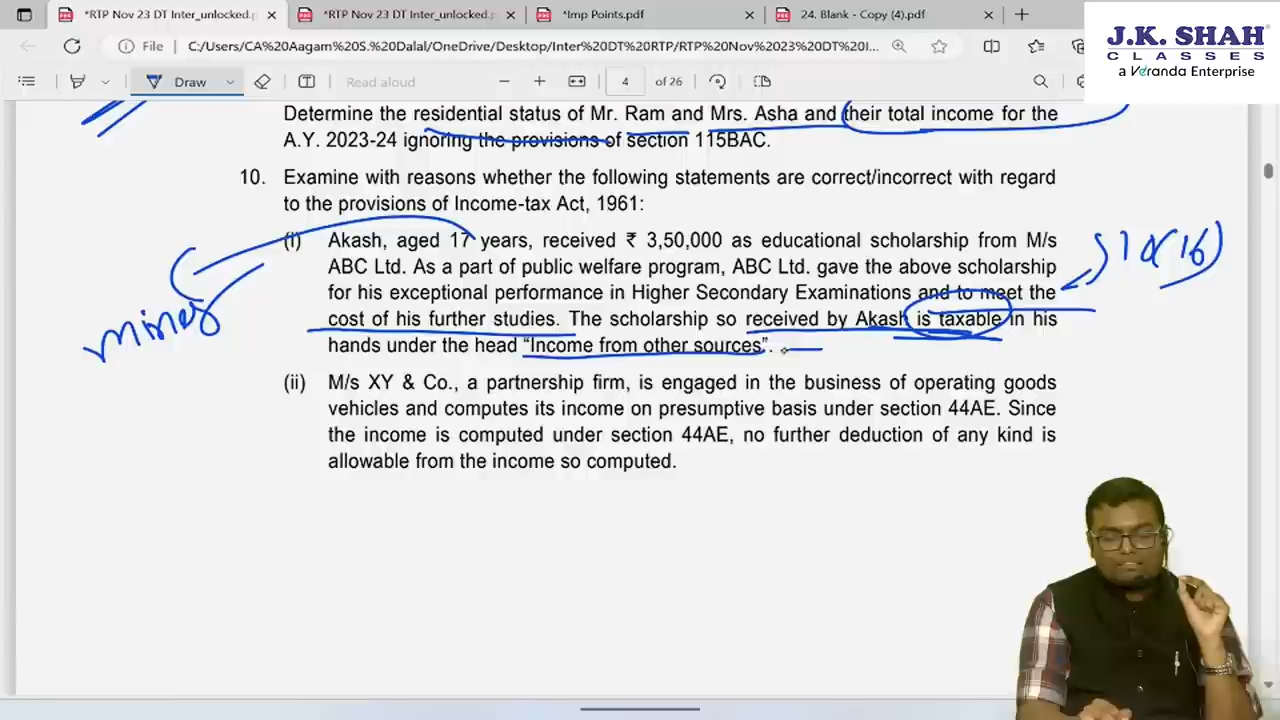 *RTP Nov 23 DT Inter_unlocked.p
*RTP Nov 23 DT Inter_unlocked.p
*Imp Points.pdf
24. Blank - Copy (4).pdf
J.K. SHAH
CLASSES
a Veranda Enterprise
File
C:/Users/CA%20Aagam%20S.%20Dalal/OneDrive/Desktop/Inter%20DT%20RTP/RTP%20Nov%2023%20DT%20I...
Draw
Read aloud
4
of 26
Determine the residential status of Mr. Ram and Mrs. Asha and their total income for the
A.Y. 2023-24 ignoring the provisions of section 115BAC.
10. Examine with reasons whether the following statements are correct/incorrect with regard
to the provisions of Income-tax Act, 1961:
(i) Akash, aged 17 years, received ₹ 3,50,000 as educational scholarship from M/s
ABC Ltd. As a part of public welfare program, ABC Ltd. gave the above scholarship
for his exceptional performance in Higher Secondary Examinations and to meet the
cost of his further studies. The scholarship so received by Akash is taxable in his
hands under the head “Income from other sources”.
minor
10(16)
(ii) M/s XY & Co., a partnership firm, is engaged in the business of operating goods
vehicles and computes its income on presumptive basis under section 44AE. Since
the income is computed under section 44AE, no further deduction of any kind is
allowable from the income so computed.